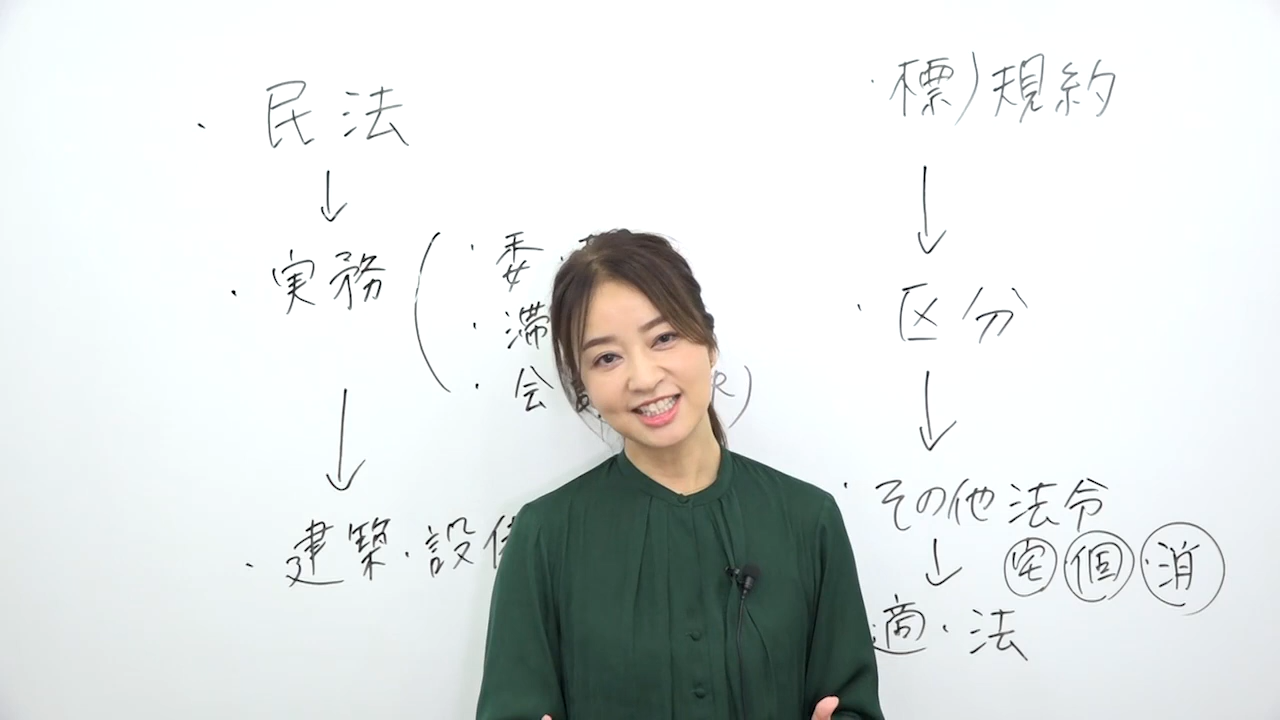 ・民法
↓
・実務
(・委・
・滞
・会 R)
↓
・建築・設
・標)規約
↓
・区分
↓
・その他法令
↓ 宅 個 消
適・法